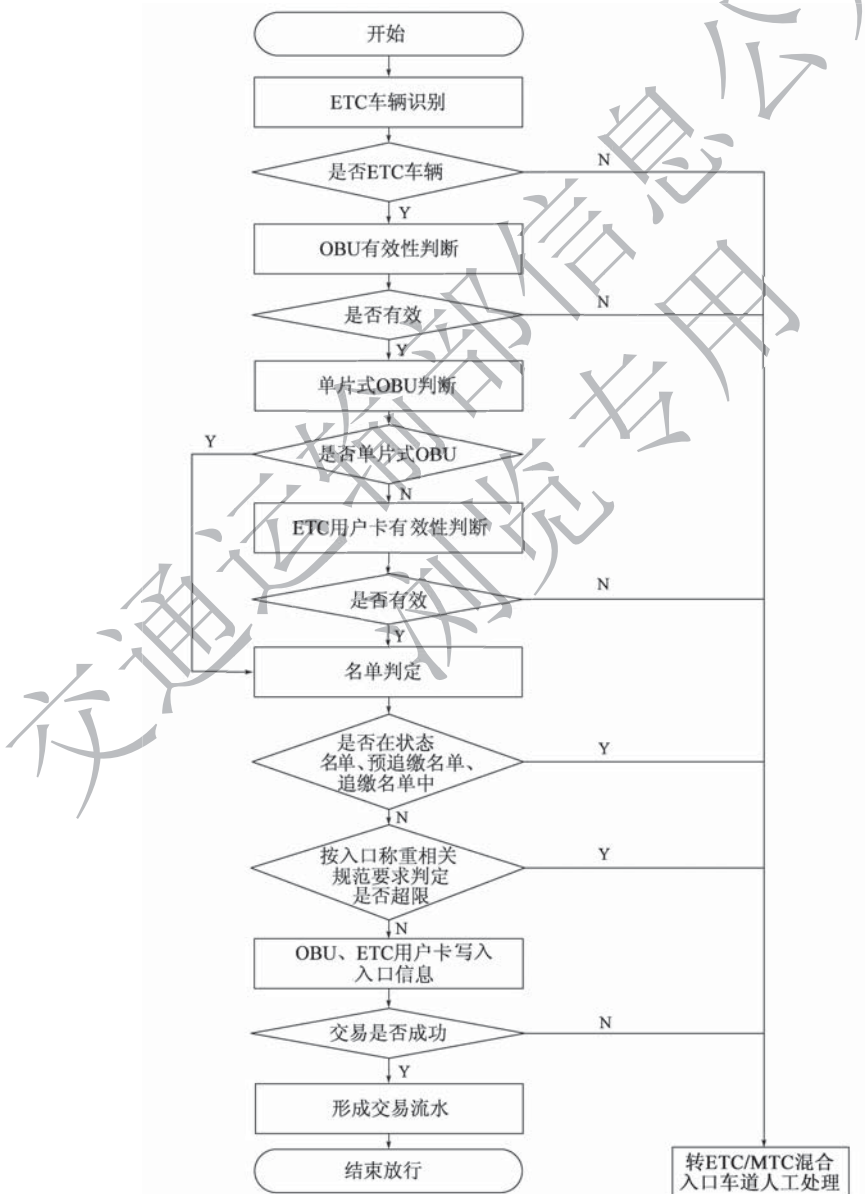 开始
ETC车辆识别
是否ETC车辆
N
Y
OBU有效性判断
是否有效
N
Y
单片式OBU判断
Y
是否单片式OBU
N
ETC用户卡有效性判断
是否有效
N
Y
名单判定
是否在状态
名单、预追缴名单、
追缴名单中
Y
N
按入口称重相关
规范要求判定
是否超限
Y
N
OBU、ETC用户卡写入
入口信息
交易是否成功
N
Y
形成交易流水
结束放行
转ETC/MTC混合
入口车道人工处理
交通运输部信息公
浏览专用